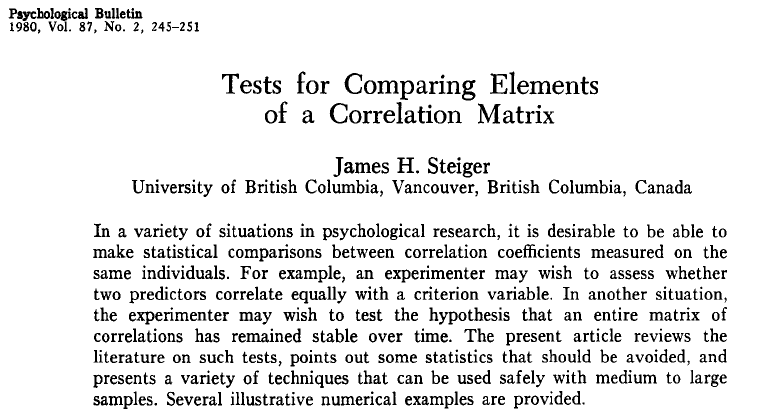 Psychological Bulletin
1980, Vol. 87, No. 2, 245–251
Tests for Comparing Elements
of a Correlation Matrix
James H. Steiger
University of British Columbia, Vancouver, British Columbia, Canada
In a variety of situations in psychological research, it is desirable to be able to
make statistical comparisons between correlation coefficients measured on the
same individuals. For example, an experimenter may wish to assess whether
two predictors correlate equally with a criterion variable. In another situation,
the experimenter may wish to test the hypothesis that an entire matrix of
correlations has remained stable over time. The present article reviews the
literature on such tests, points out some statistics that should be avoided, and
presents a variety of techniques that can be used safely with medium to large
samples. Several illustrative numerical examples are provided.